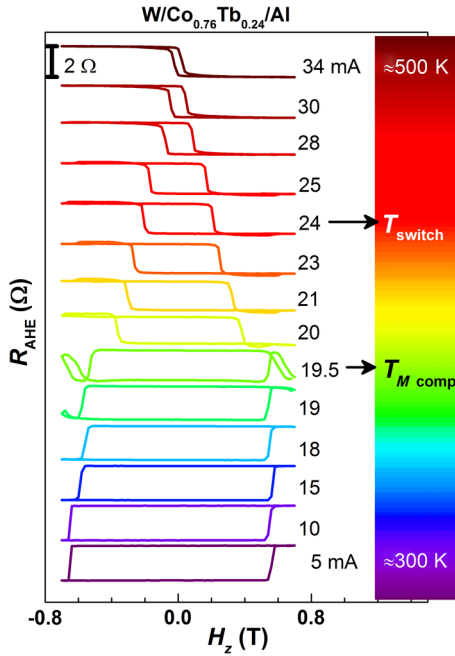 W/Co0.76Tb0.24/Al
2 Ω
34 mA
≈500 K
30
28
25
24
Tswitch
23
21
20
19.5
TM comp
19
18
15
10
5 mA
≈300 K
RAHE (Ω)
-0.8
0.0
0.8
Hz (T)